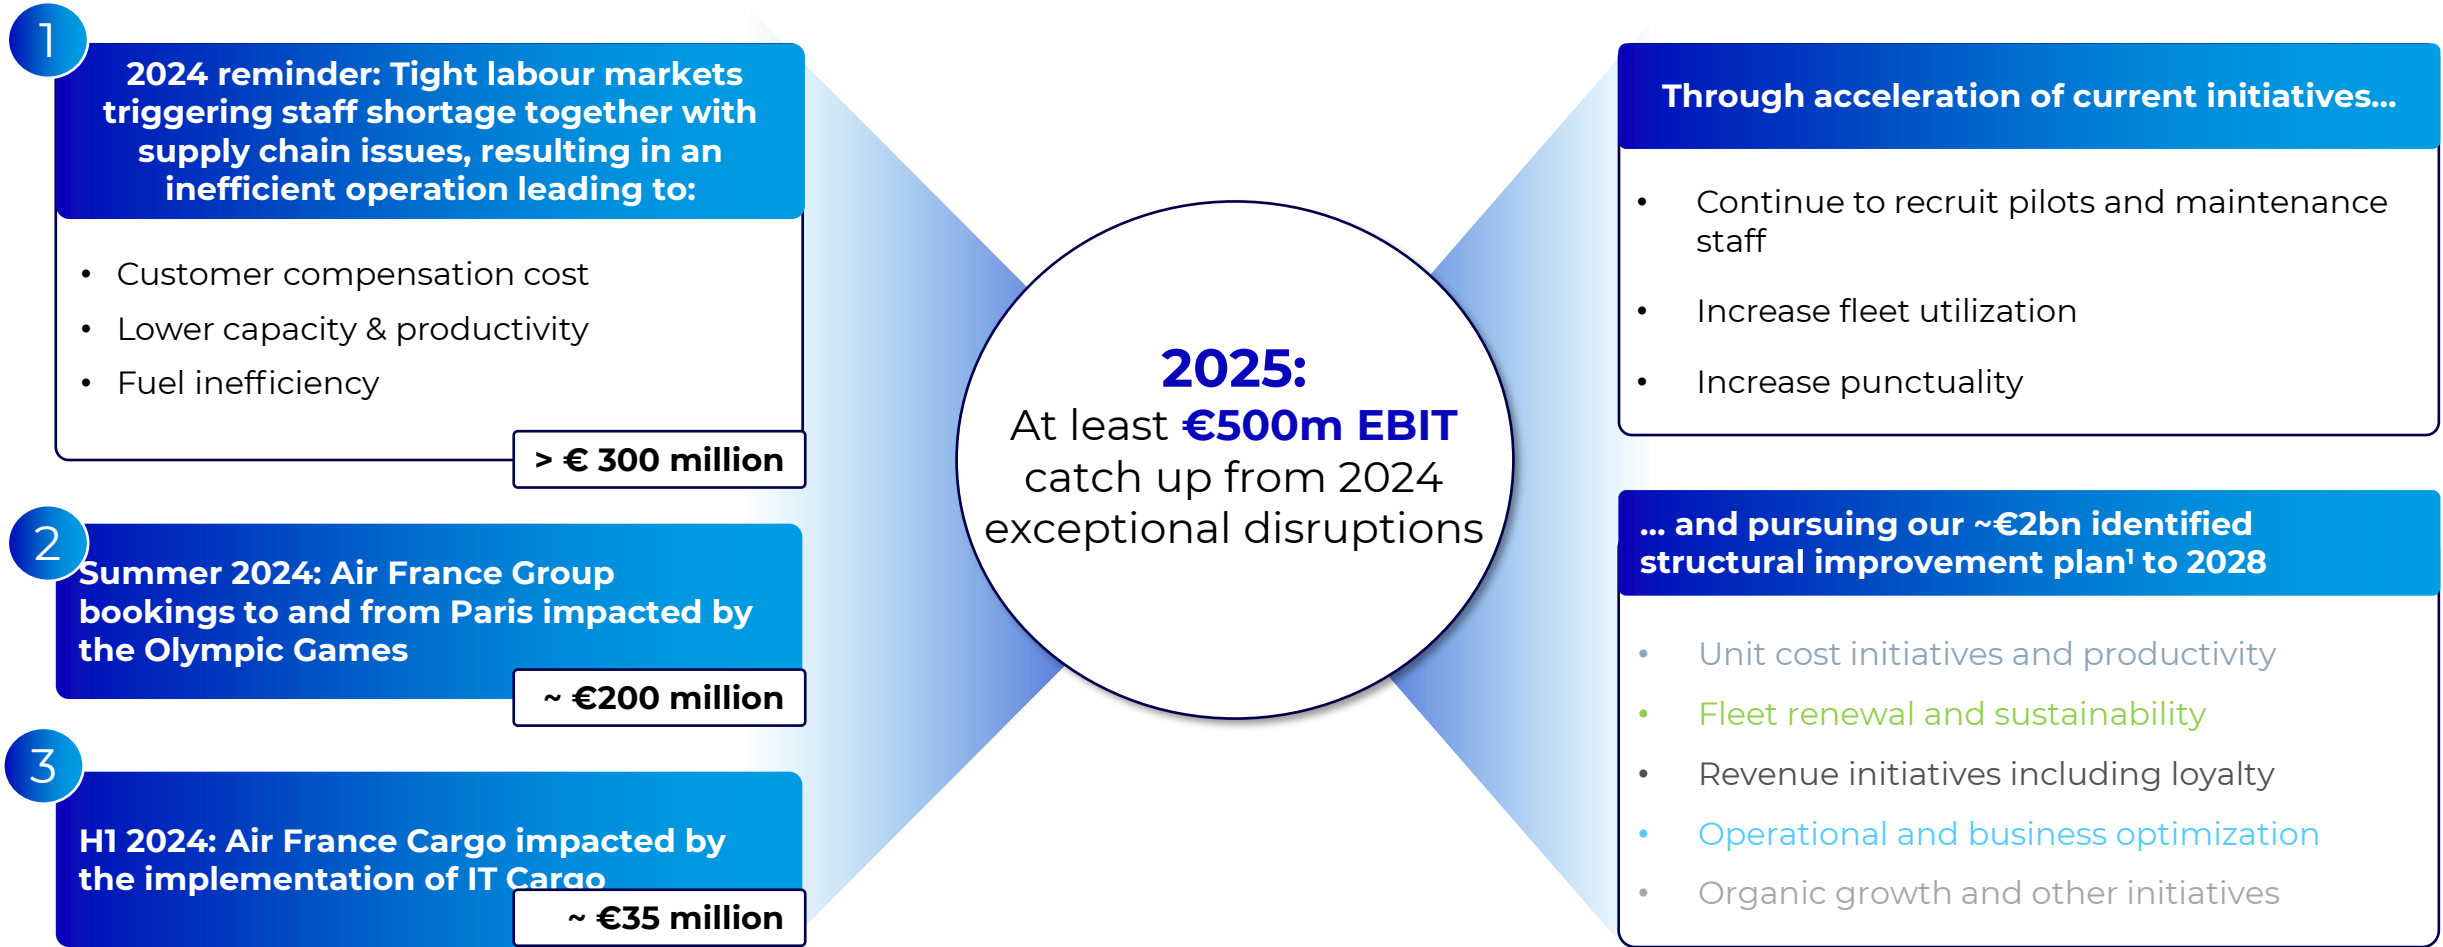 1
2024 reminder: Tight labour markets
triggering staff shortage together with
supply chain issues, resulting in an
inefficient operation leading to:
• Customer compensation cost
• Lower capacity & productivity
• Fuel inefficiency
> € 300 million
2
Summer 2024: Air France Group
bookings to and from Paris impacted by
the Olympic Games
~ €200 million
3
H1 2024: Air France Cargo impacted by
the implementation of IT Cargo
~ €35 million
2025:
At least €500m EBIT
catch up from 2024
exceptional disruptions
Through acceleration of current initiatives...
• Continue to recruit pilots and maintenance
staff
• Increase fleet utilization
• Increase punctuality
... and pursuing our ~€2bn identified
structural improvement plan¹ to 2028
• Unit cost initiatives and productivity
• Fleet renewal and sustainability
• Revenue initiatives including loyalty
• Operational and business optimization
• Organic growth and other initiatives